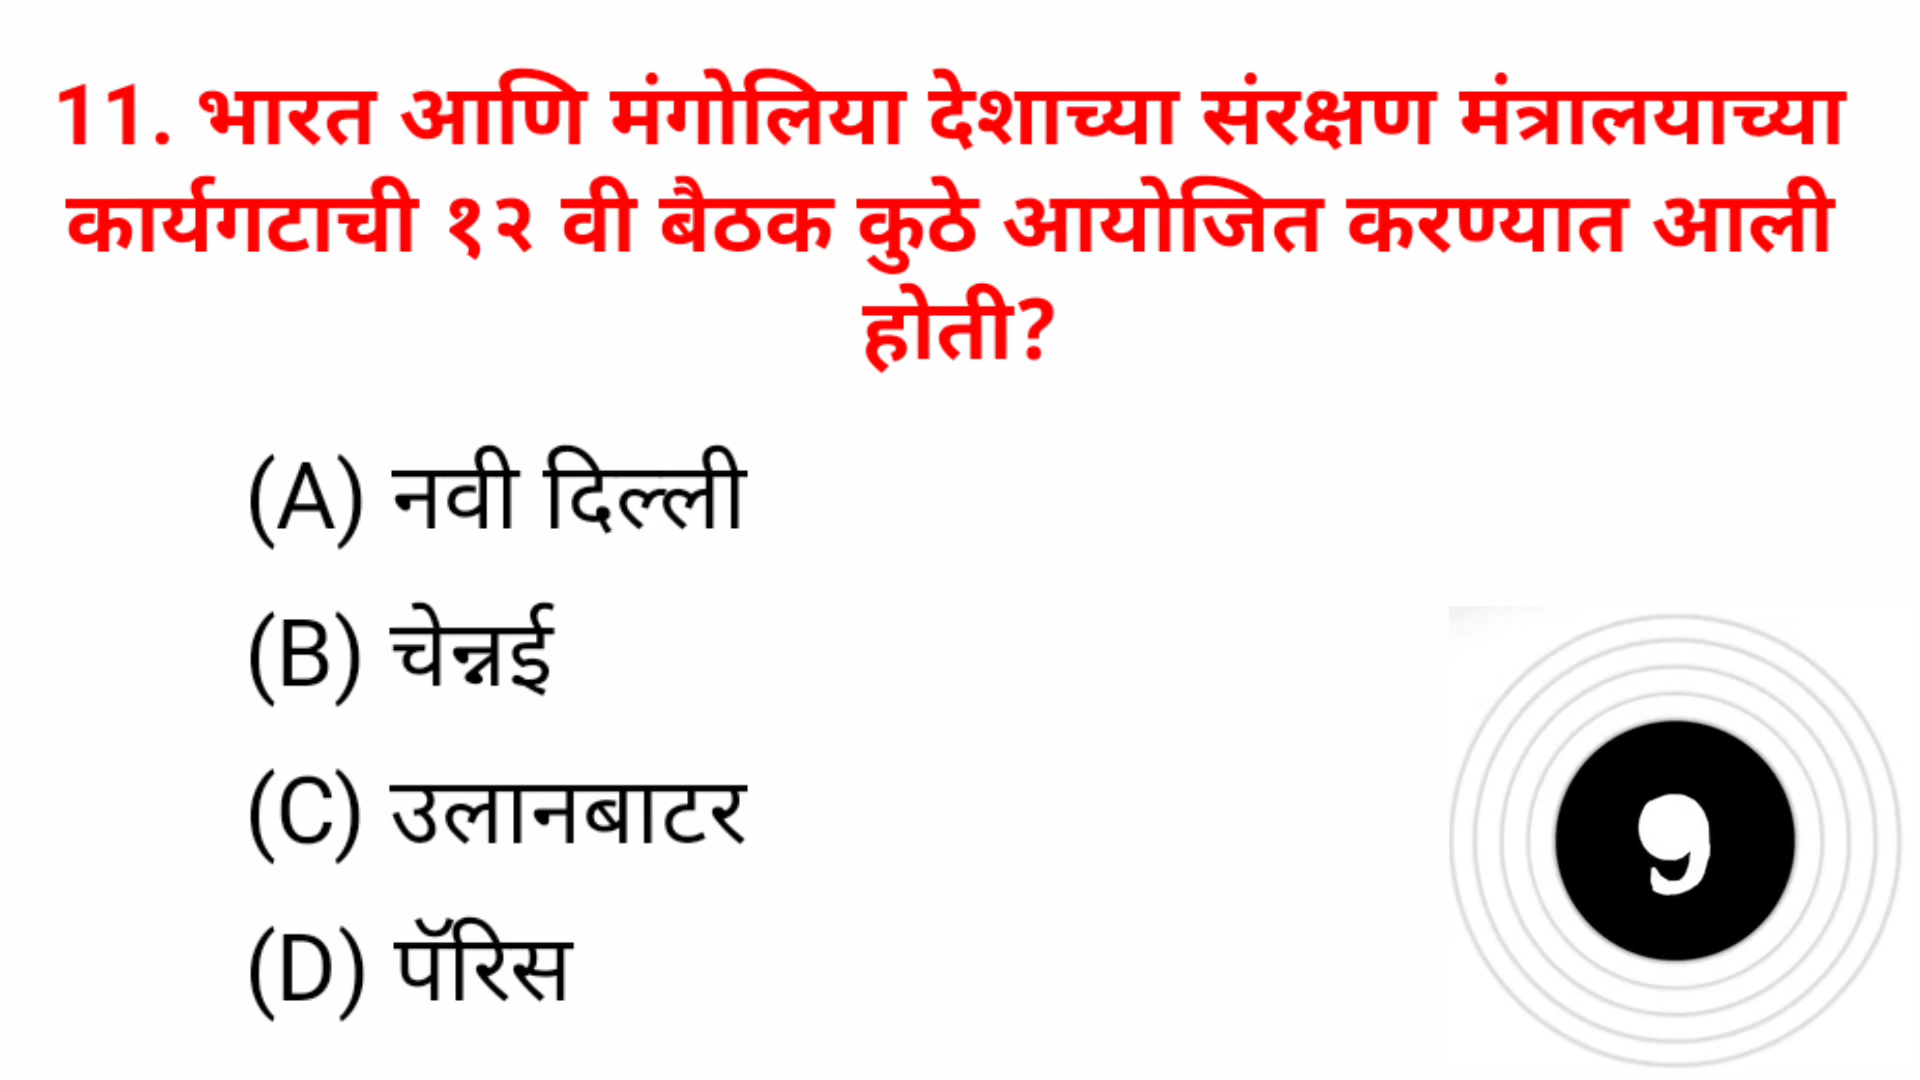 11. भारत आणि मंगोलिया देशाच्या संरक्षण मंत्रालयाच्या
कार्यगटाची १२ वी बैठक कुठे आयोजित करण्यात आली
होती?
(A) नवी दिल्ली
(B) चेन्नई
(C) उलानबाटर
(D) पॅरिस
9